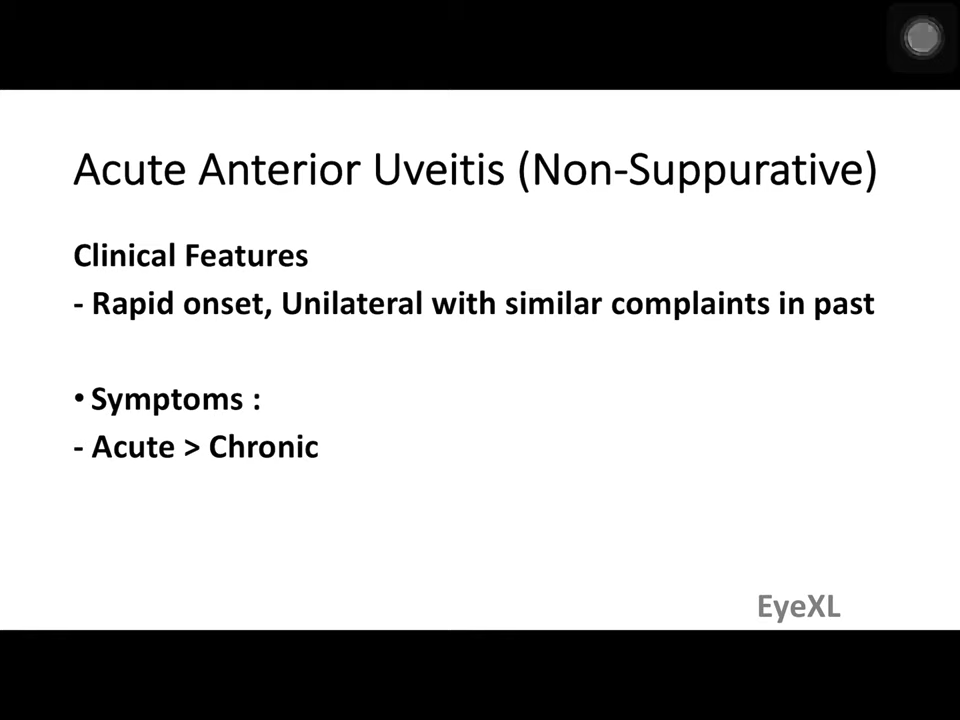 Acute Anterior Uveitis (Non-Suppurative)
Clinical Features
- Rapid onset, Unilateral with similar complaints in past
• Symptoms :
- Acute > Chronic
EyeXL